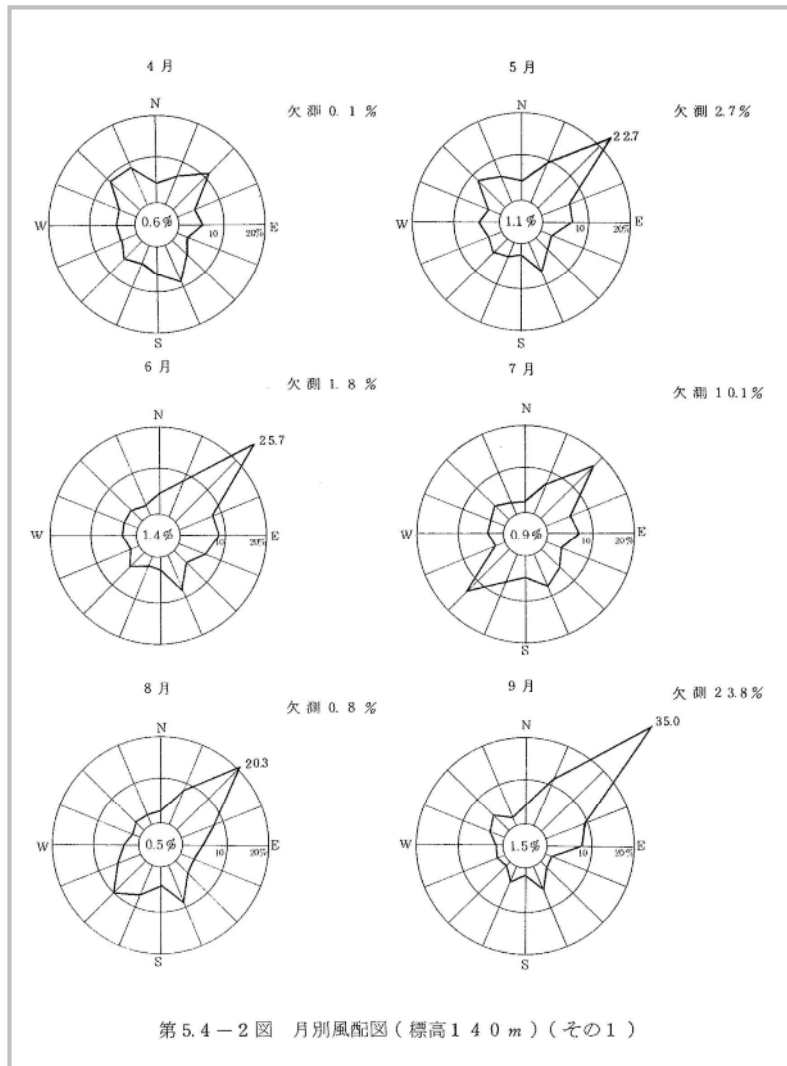 4月
5月
欠測 0.1 %
欠測 2.7%
N
N
22.7
W
0.6%
10
20%
E
W
1.1%
10
20%
E
S
S
6月
7月
欠測 1.8 %
欠測 10.1%
N
N
25.7
W
1.4%
10
20%
E
W
0.9%
10
20%
E
S
8月
9月
欠測 0.8 %
欠測 23.8%
N
N
35.0
20.3
W
0.5%
10
20%
E
W
1.5%
10
20%
E
S
S
第5.4－2図 月別風配図(標高140m)(その1)